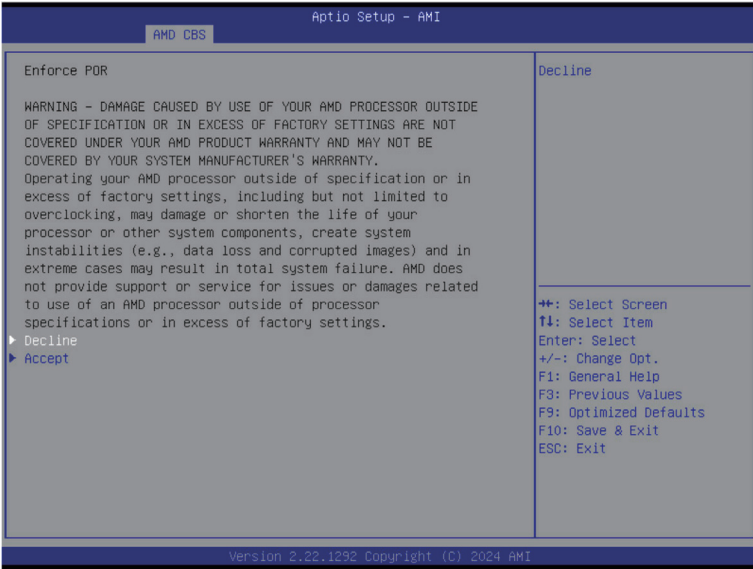 Aptio Setup - AMI
AMD CBS
Enforce POR
WARNING - DAMAGE CAUSED BY USE OF YOUR AMD PROCESSOR OUTSIDE
OF SPECIFICATION OR IN EXCESS OF FACTORY SETTINGS ARE NOT
COVERED UNDER YOUR AMD PRODUCT WARRANTY AND MAY NOT BE
COVERED BY YOUR SYSTEM MANUFACTURER'S WARRANTY.
Operating your AMD processor outside of specification or in
excess of factory settings, including but not limited to
overclocking, may damage or shorten the life of your
processor or other system components, create system
instabilities (e.g., data loss and corrupted images) and in
extreme cases may result in total system failure. AMD does
not provide support or service for issues or damages related
to use of an AMD processor outside of processor
specifications or in excess of factory settings.
Decline
Accept
Decline
→←: Select Screen
↑↓: Select Item
Enter: Select
+/-: Change Opt.
F1: General Help
F3: Previous Values
F9: Optimized Defaults
F10: Save & Exit
ESC: Exit
Version 2.22.1292 Copyright (C) 2024 AMI